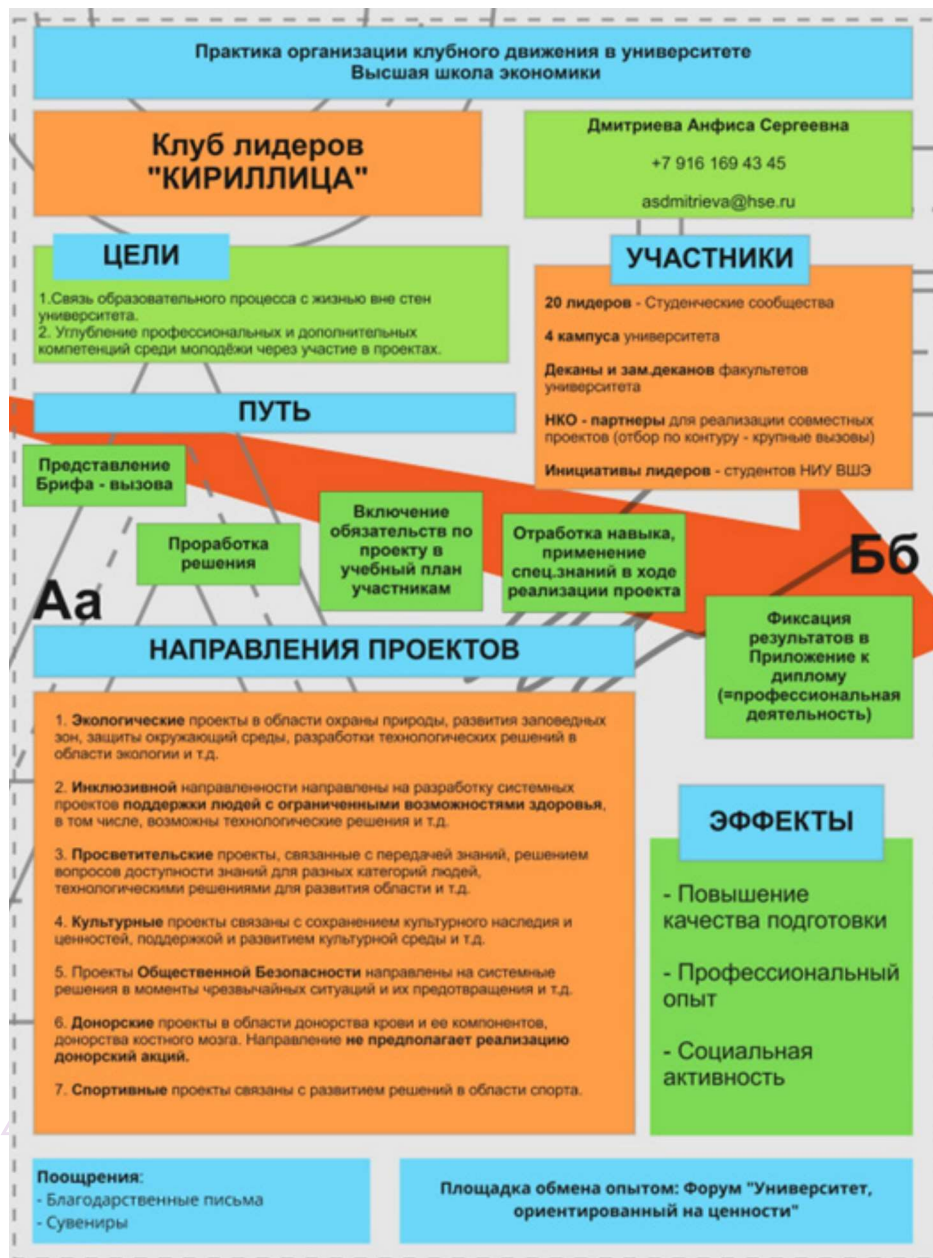 Практика организации клубного движения в университете
Высшая школа экономики
Клуб лидеров
"КИРИЛЛИЦА"
Дмитриева Анфиса Сергеевна
+7 916 169 43 45
asdmitrieva@hse.ru
ЦЕЛИ
1.Связь образовательного процесса с жизнью вне стен
университета.
2. Углубление профессиональных и дополнительных
компетенций среди молодёжи через участие в проектах.
УЧАСТНИКИ
20 лидеров - Студенческие сообщества
4 кампуса университета
Деканы и зам.деканов факультетов
университета
НКО - партнеры для реализации совместных
проектов (отбор по контуру - крупные вызовы)
Инициативы лидеров - студентов НИУ ВШЭ
ПУТЬ
Аа
Представление
Брифа - вызова
Проработка
решения
Включение
обязательств по
проекту в
учебный план
участникам
Отработка навыка,
применение
спец.знаний в ходе
реализации проекта
Бб
Фиксация
результатов в
Приложение к
диплому
(=профессиональная
деятельность)
НАПРАВЛЕНИЯ ПРОЕКТОВ
1. Экологические проекты в области охраны природы, развития заповедных
зон, защиты окружающий среды, разработки технологических решений в
области экологии и т.д.
2. Инклюзивной направленности направлены на разработку системных
проектов поддержки людей с ограниченными возможностями здоровья,
в том числе, возможны технологические решения и т.д.
3. Просветительские проекты, связанные с передачей знаний, решением
вопросов доступности знаний для разных категорий людей,
технологическими решениями для развития области и т.д.
4. Культурные проекты связаны с сохранением культурного наследия и
ценностей, поддержкой и развитием культурной среды и т.д.
5. Проекты Общественной Безопасности направлены на системные
решения в моменты чрезвычайных ситуаций и их предотвращения и т.д.
6. Донорские проекты в области донорства крови и ее компонентов,
донорства костного мозга. Направление не предполагает реализацию
донорский акций.
7. Спортивные проекты связаны с развитием решений в области спорта.
ЭФФЕКТЫ
- Повышение
качества подготовки
- Профессиональный
опыт
- Социальная
активность
Поощрения:
- Благодарственные письма
- Сувениры
Площадка обмена опытом: Форум "Университет,
ориентированный на ценности"